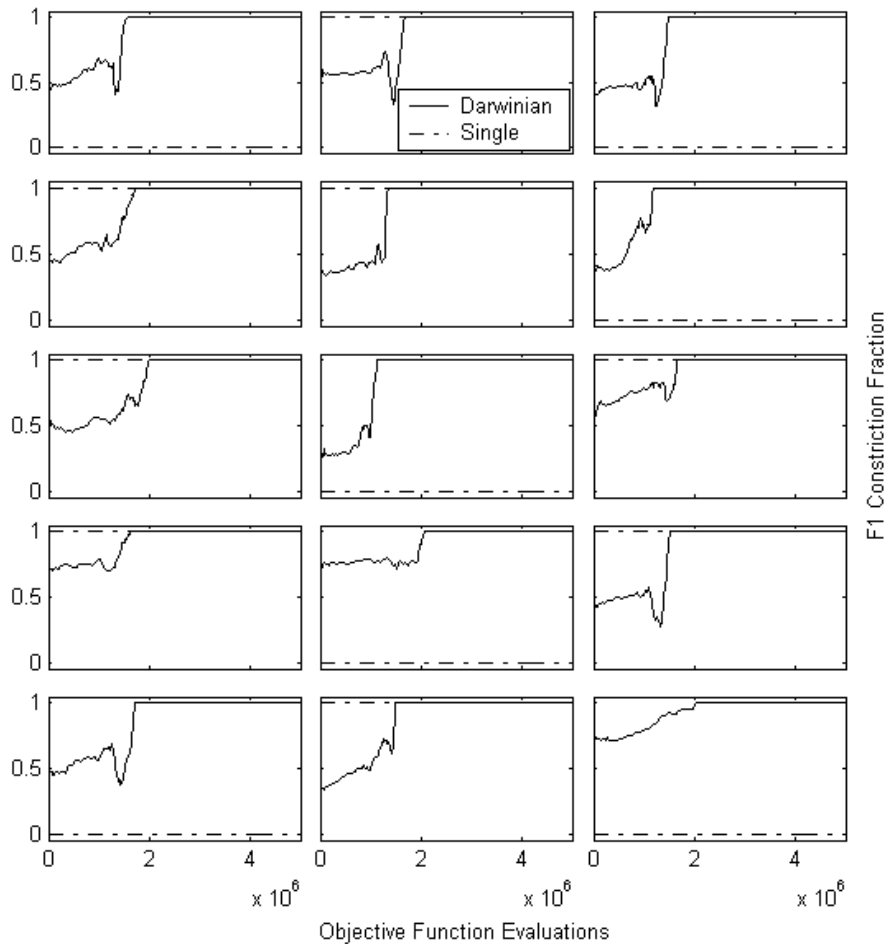 1
0.5
0
Darwinian
Single
1
0.5
0
1
0.5
0
1
0.5
0
1
0.5
0
0 2 4 0 2 4 0 2 4
x 10^6 x 10^6 x 10^6
Objective Function Evaluations
F1 Constriction Fraction